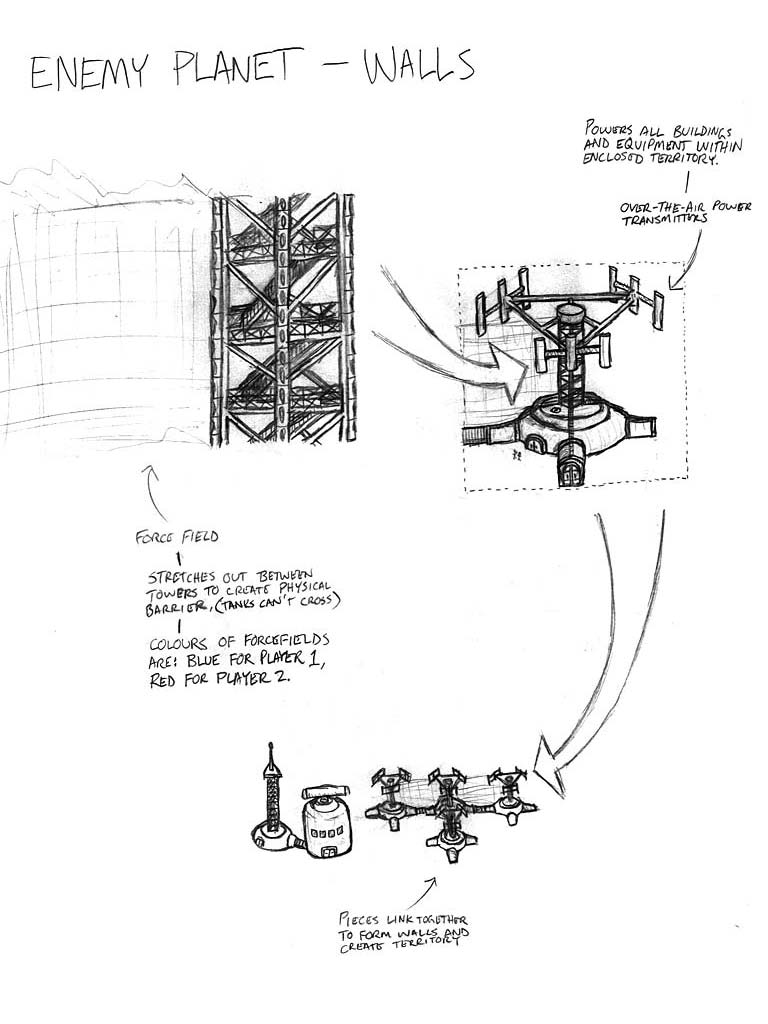 ENEMY PLANET - WALLS
POWERS ALL BUILDINGS
AND EQUIPMENT WITHIN
ENCLOSED TERRITORY.
OVER-THE-AIR POWER
TRANSMITTERS
FORCE FIELD
STRETCHES OUT BETWEEN
TOWERS TO CREATE PHYSICAL
BARRIER. (TANKS CAN'T CROSS)
COLOURS OF FORCEFIELDS
ARE: BLUE FOR PLAYER 1,
RED FOR PLAYER 2.
PIECES LINK TOGETHER
TO FORM WALLS AND
CREATE TERRITORY